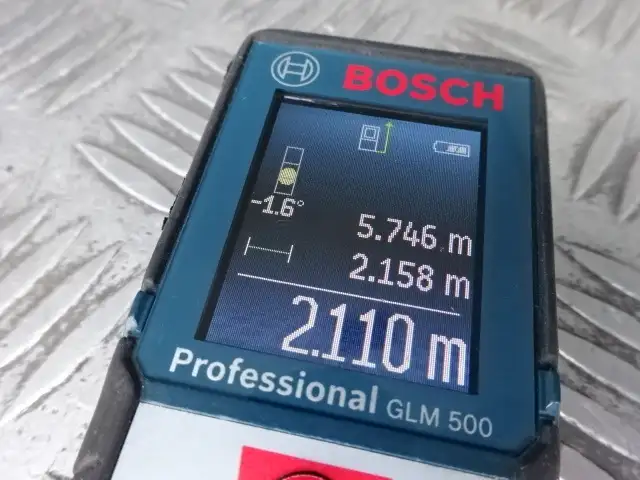 BOSCH
-1.6°
5.746 m
2.158 m
2.110 m
Professional GLM 500